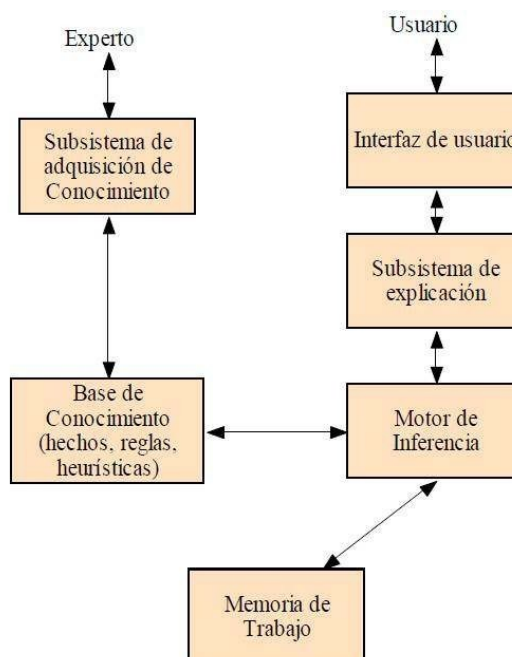 Experto
Usuario
Subsistema de
adquisición de
Conocimiento
Interfaz de usuario
Subsistema de
explicación
Base de
Conocimiento
(hechos, reglas,
heurísticas)
Motor de
Inferencia
Memoria de
Trabajo